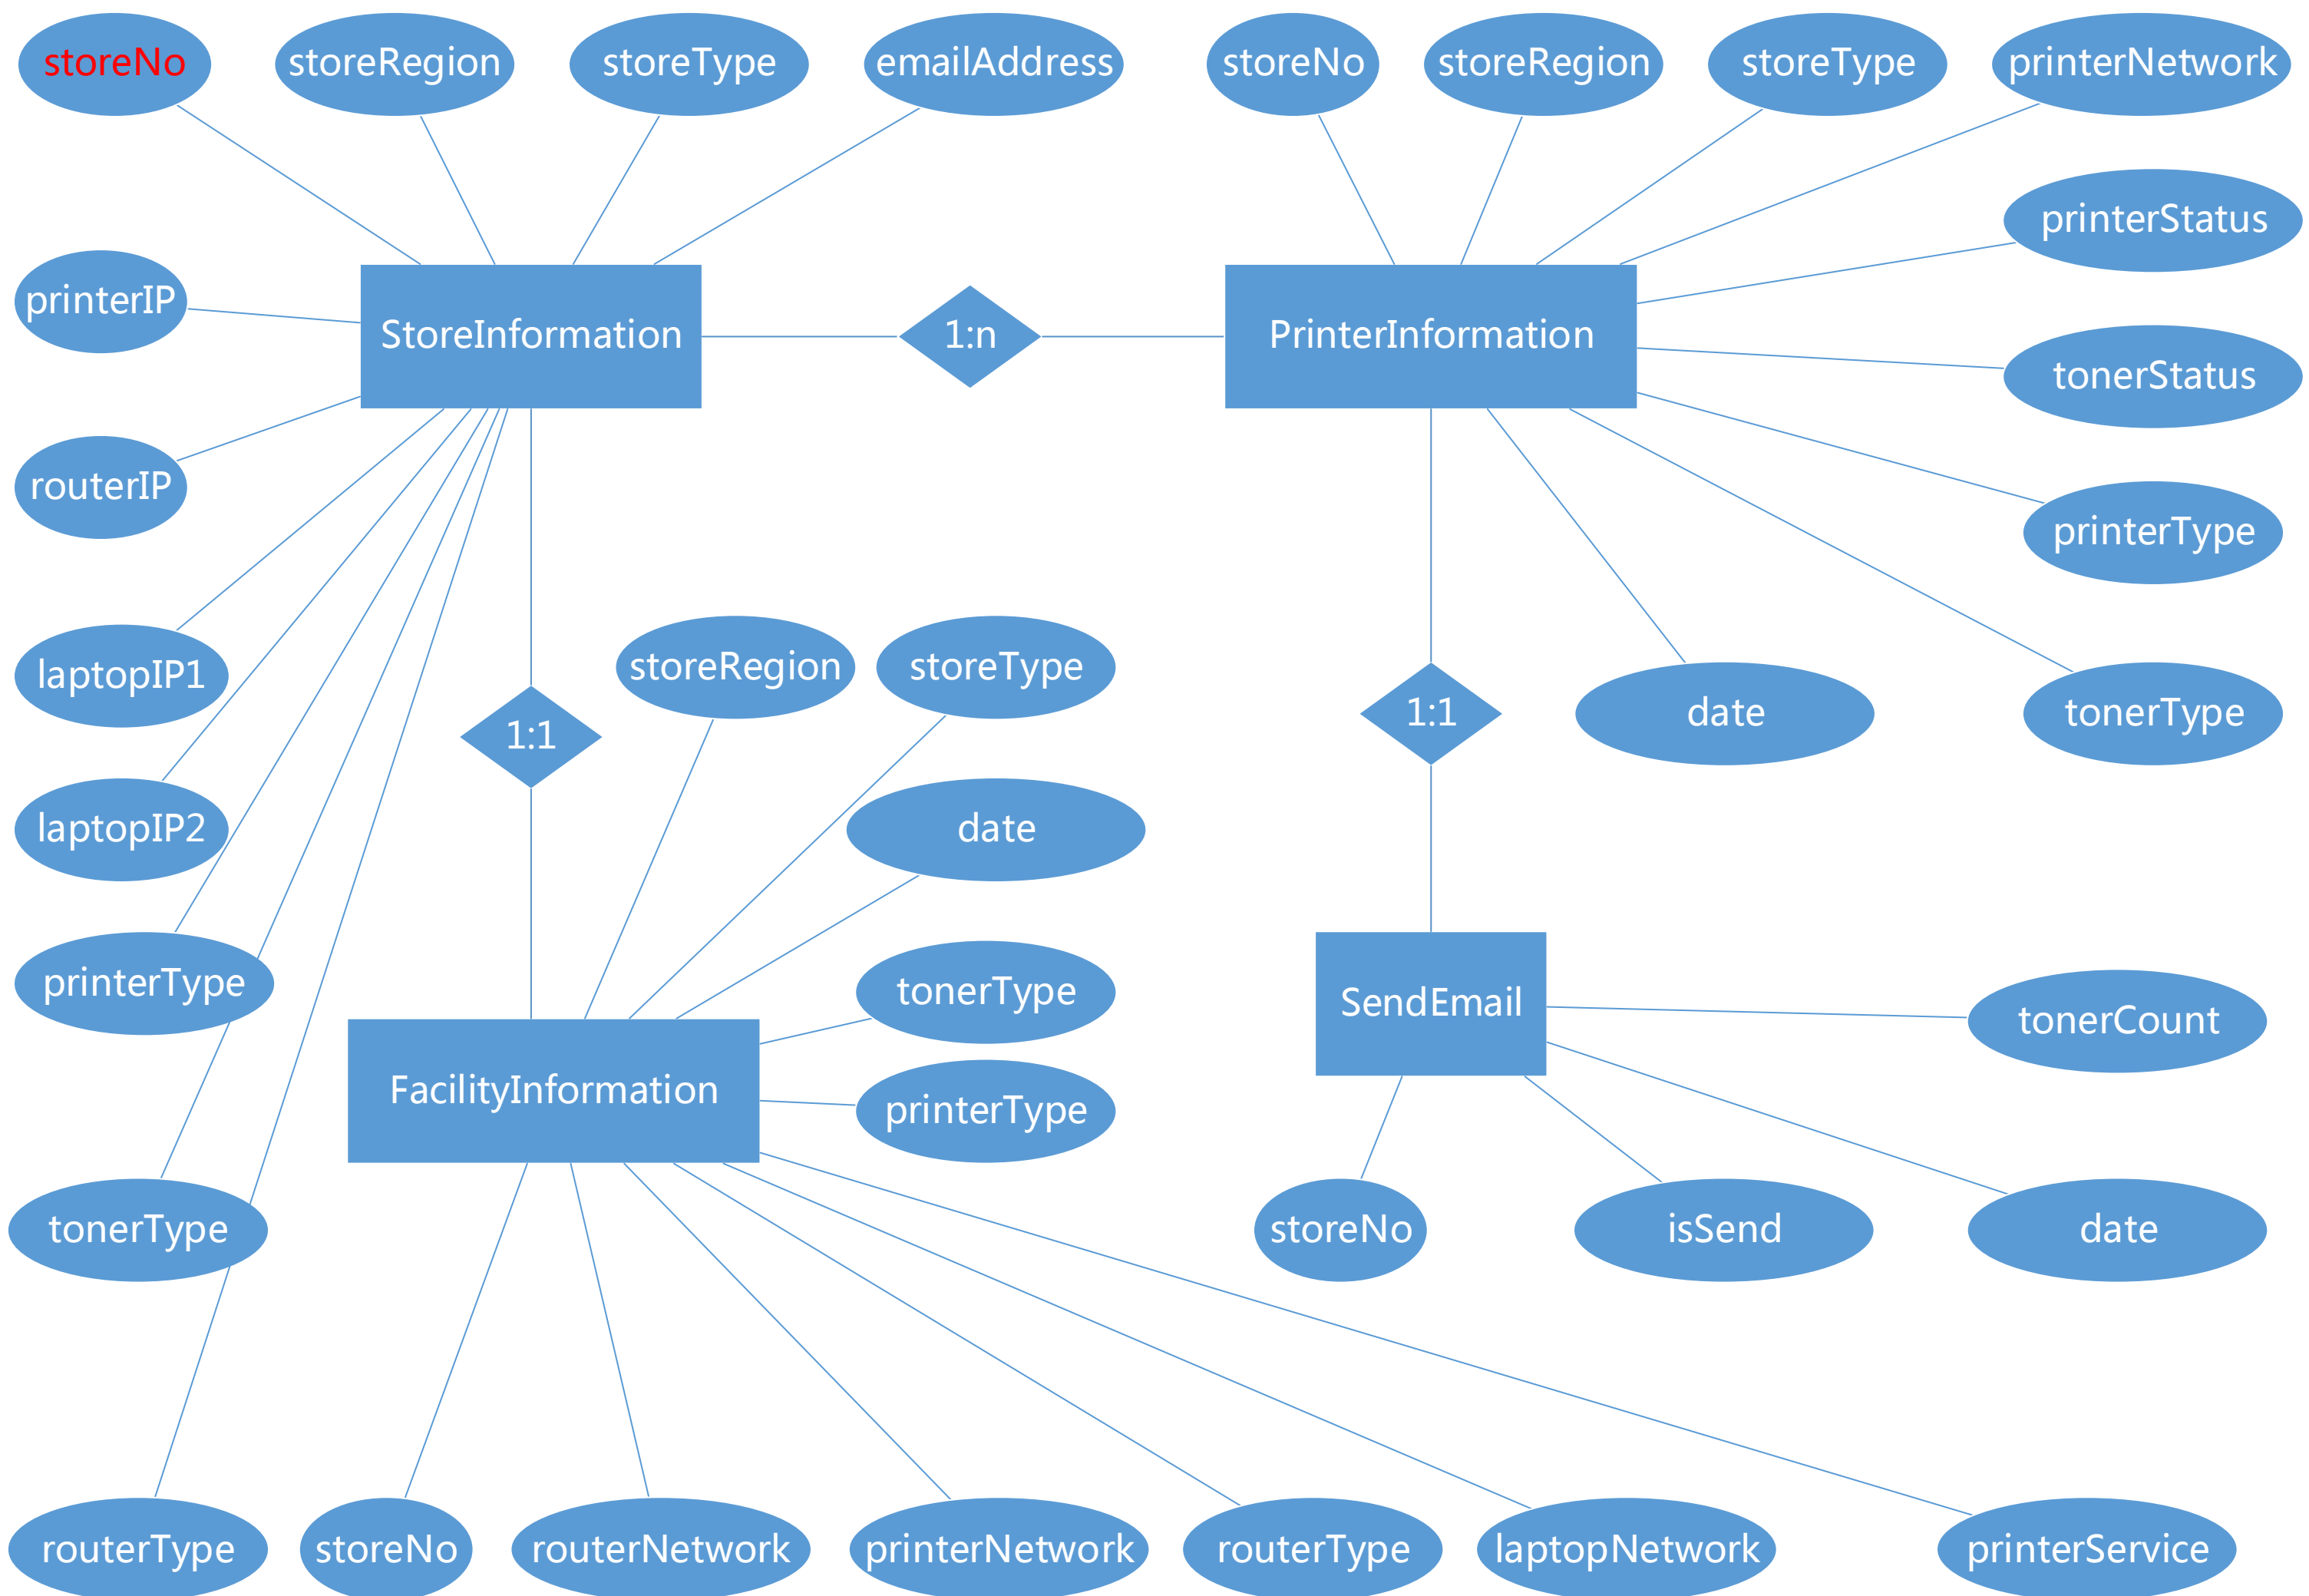 storeNo
storeRegion
storeType
emailAddress
storeNo
storeRegion
storeType
printerNetwork
printerStatus
printerIP
StoreInformation
1:n
PrinterInformation
tonerStatus
routerIP
printerType
laptopIP1
storeRegion
storeType
1:1
1:1
date
tonerType
laptopIP2
date
printerType
tonerType
SendEmail
tonerCount
FacilityInformation
printerType
tonerType
storeNo
isSend
date
routerType
storeNo
routerNetwork
printerNetwork
routerType
laptopNetwork
printerService